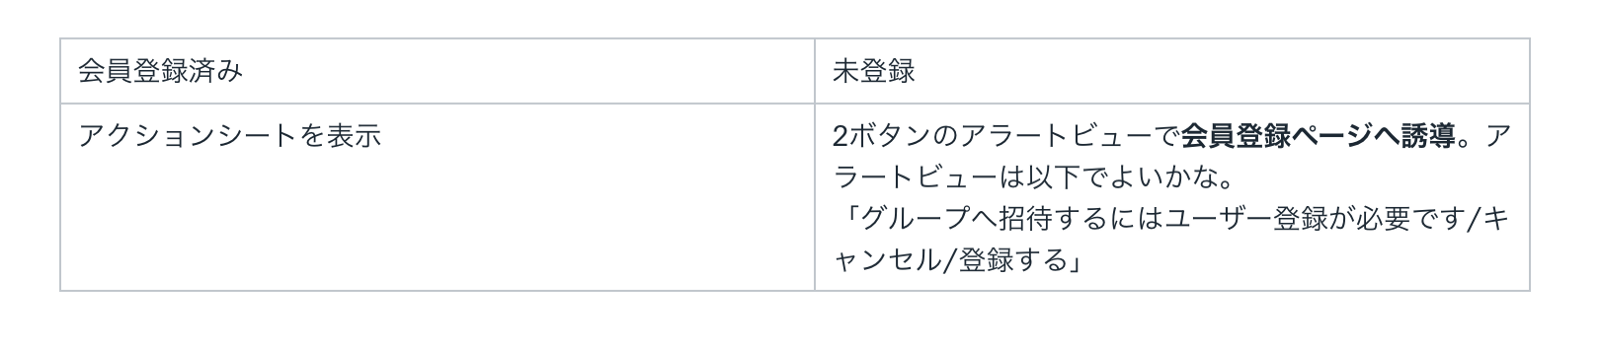 会員登録済み
未登録
アクションシートを表示
2ボタンのアラートビューで会員登録ページへ誘導。ア
ラートビューは以下でよいかな。
「グループへ招待するにはユーザー登録が必要です/キ
ャンセル/登録する」